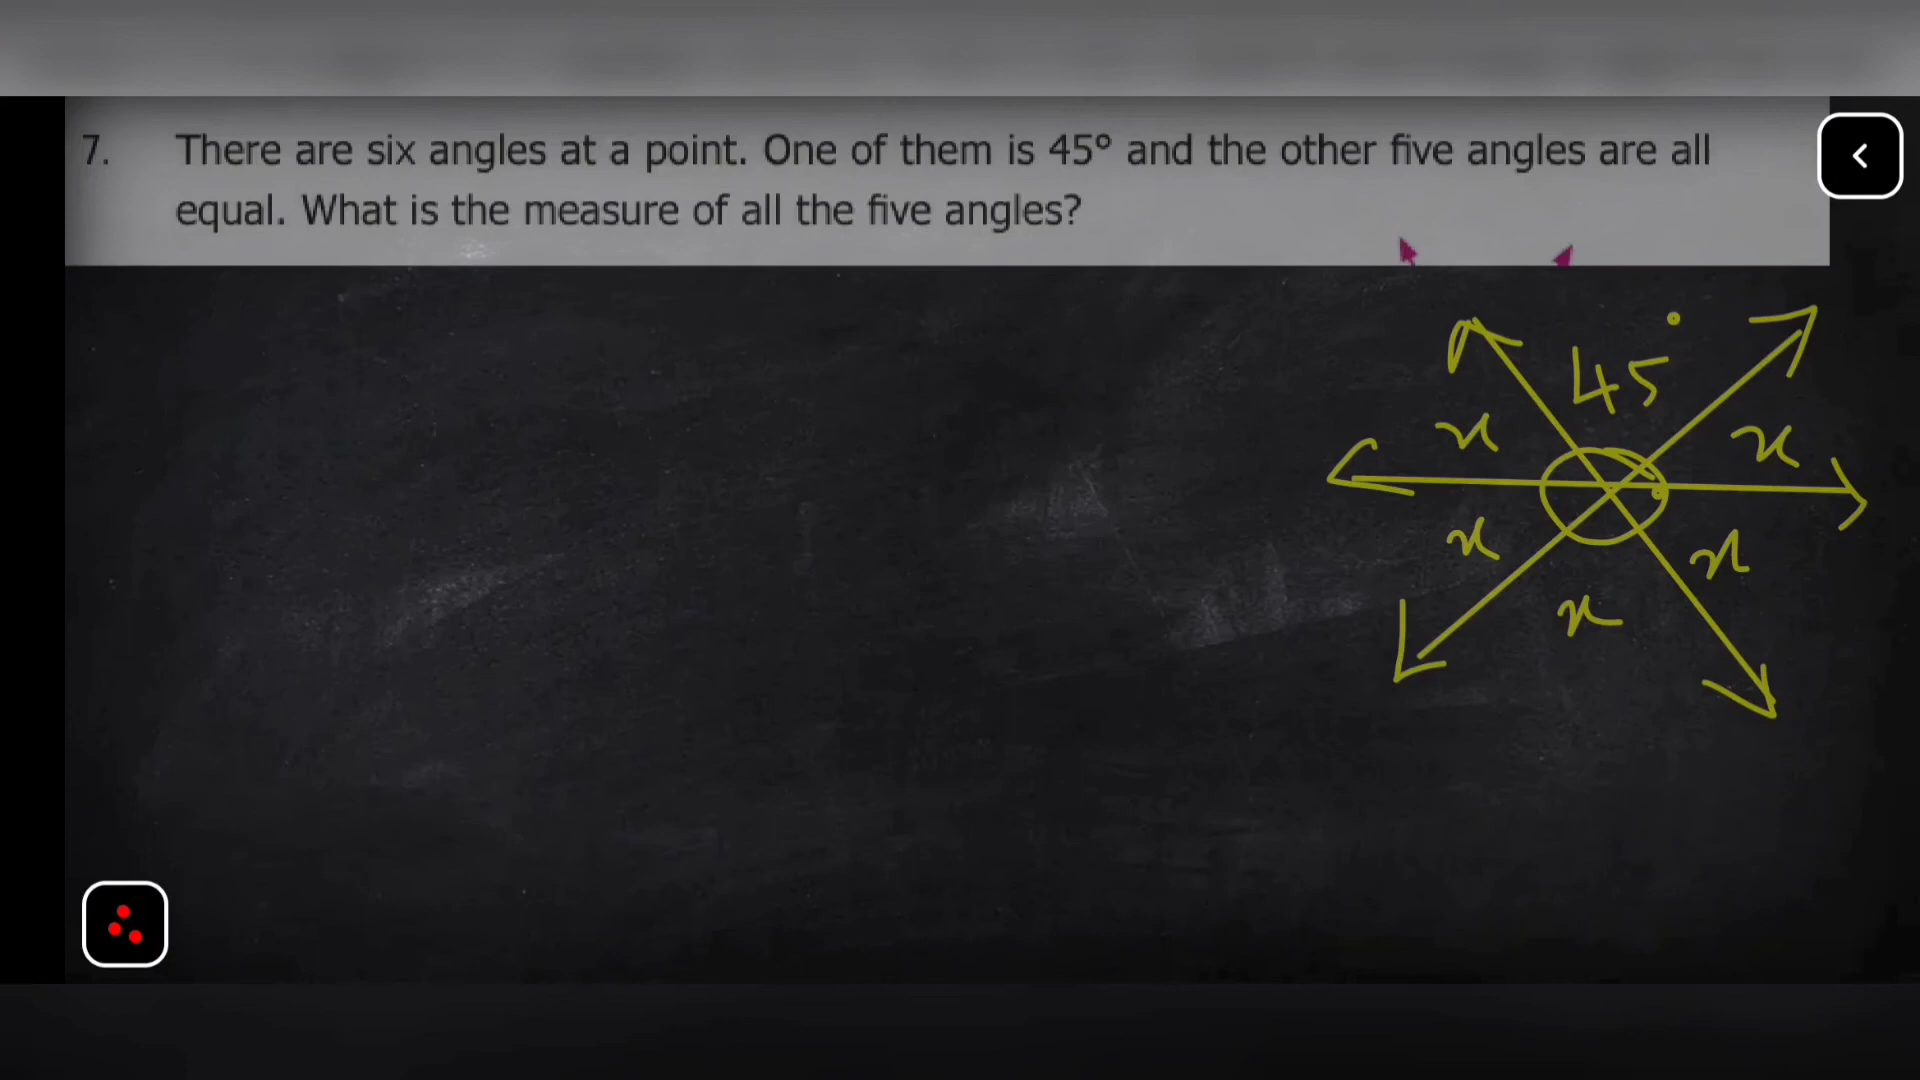 7. There are six angles at a point. One of them is 45° and the other five angles are all
equal. What is the measure of all the five angles?
45°
x x
x x
x